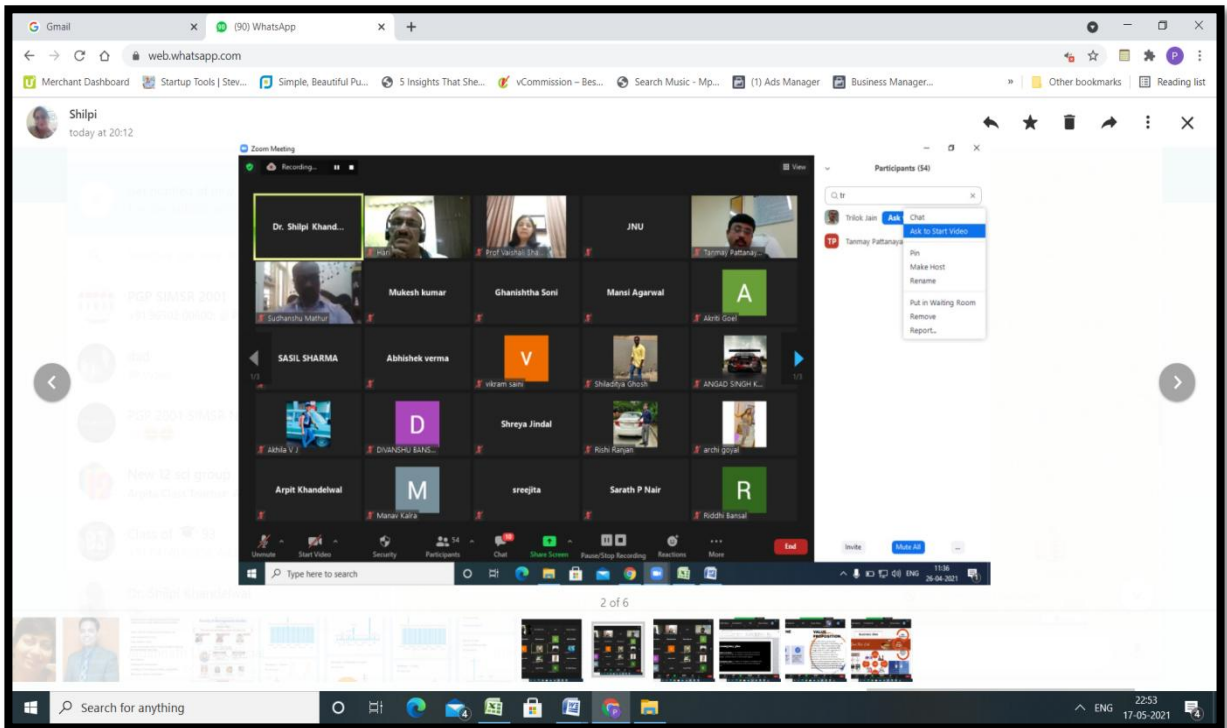 Gmail
(90) WhatsApp
web.whatsapp.com
Merchant Dashboard
Startup Tools | Stev...
Simple, Beautiful Pu...
5 Insights That She...
vCommission – Bes...
Search Music - Mp...
(1) Ads Manager
Business Manager...
»
Other bookmarks
Reading list
Shilpi
today at 20:12
Zoom Meeting
Recording...
View
Participants (54)
tr
Trilok Jain
Ask
Tanmay Pattanaya
Chat
Ask to Start Video
Pin
Make Host
Rename
Put in Waiting Room
Remove
Report...
Dr. Shilpi Khand...
Hari
Prof Vaishali
JNU
Tanmay Pattanay...
Sudhanshu Mathur
Mukesh kumar
Ghanishtha Soni
Mansi Agarwal
A
Akriti Goel
SASIL SHARMA
Abhishek verma
V
vikram saini
Shiladitya Ghosh
ANGAD SINGH K...
1/3
1/3
Akhila V J
D
DIVANSHU BANS...
Shreya Jindal
Rishi Ranjan
archi goyal
Arpit Khandelwal
M
Manav Kalra
sreejita
Sarath P Nair
R
Riddhi Bansal
Unmute
Start Video
Security
54
Participants
Chat
Share Screen
Pause/Stop Recording
Reactions
More
End
Invite
Mute All
...
Type here to search
ENG
11:36
26-04-2021
2 of 6
Search for anything
ENG
22:53
17-05-2021